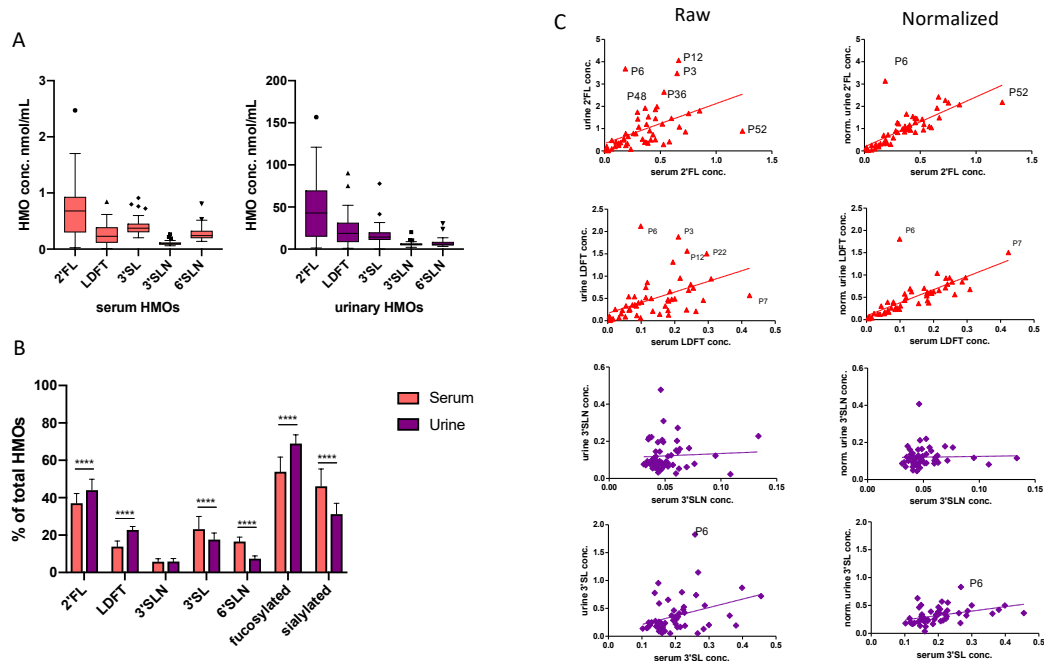 A
HMO conc. nmol/mL
3
2
1
0
2'FL
LDFT
3'SL
3'SLN
6'SLN
serum HMOs
HMO conc. nmol/mL
200
150
100
50
0
2'FL
LDFT
3'SL
3'SLN
6'SLN
urinary HMOs
B
% of total HMOs
100
80
60
40
20
0
****
****
****
****
****
****
2'FL
LDFT
3'SLN
3'SL
6'SLN
fucosylated
sialylated
Serum
Urine
C
Raw
Normalized
urine 2'FL conc.
5
4
3
2
1
0
P6
P12
P3
P48
P36
P52
0.0
0.5
1.0
1.5
serum 2'FL conc.
norm. urine 2'FL conc.
5
4
3
2
1
0
P6
P52
0.0
0.5
1.0
1.5
serum 2'FL conc.
urine LDFT conc.
2.5
2.0
1.5
1.0
0.5
0.0
P6
P3
P12
P22
P7
0.0
0.1
0.2
0.3
0.4
0.5
serum LDFT conc.
norm. urine LDFT conc.
2.5
2.0
1.5
1.0
0.5
0.0
P6
P7
0.0
0.1
0.2
0.3
0.4
0.5
serum LDFT conc.
urine 3'SLN conc.
0.6
0.4
0.2
0.0
0.00
0.05
0.10
0.15
serum 3'SLN conc.
norm. urine 3'SLN conc.
0.6
0.4
0.2
0.0
0.00
0.05
0.10
0.15
serum 3'SLN conc.
urine 3'SL conc.
2.0
1.5
1.0
0.5
0.0
P6
0.0
0.1
0.2
0.3
0.4
0.5
serum 3'SL conc.
norm. urine 3'SL conc.
2.0
1.5
1.0
0.5
0.0
P6
0.0
0.1
0.2
0.3
0.4
0.5
serum 3'SL conc.